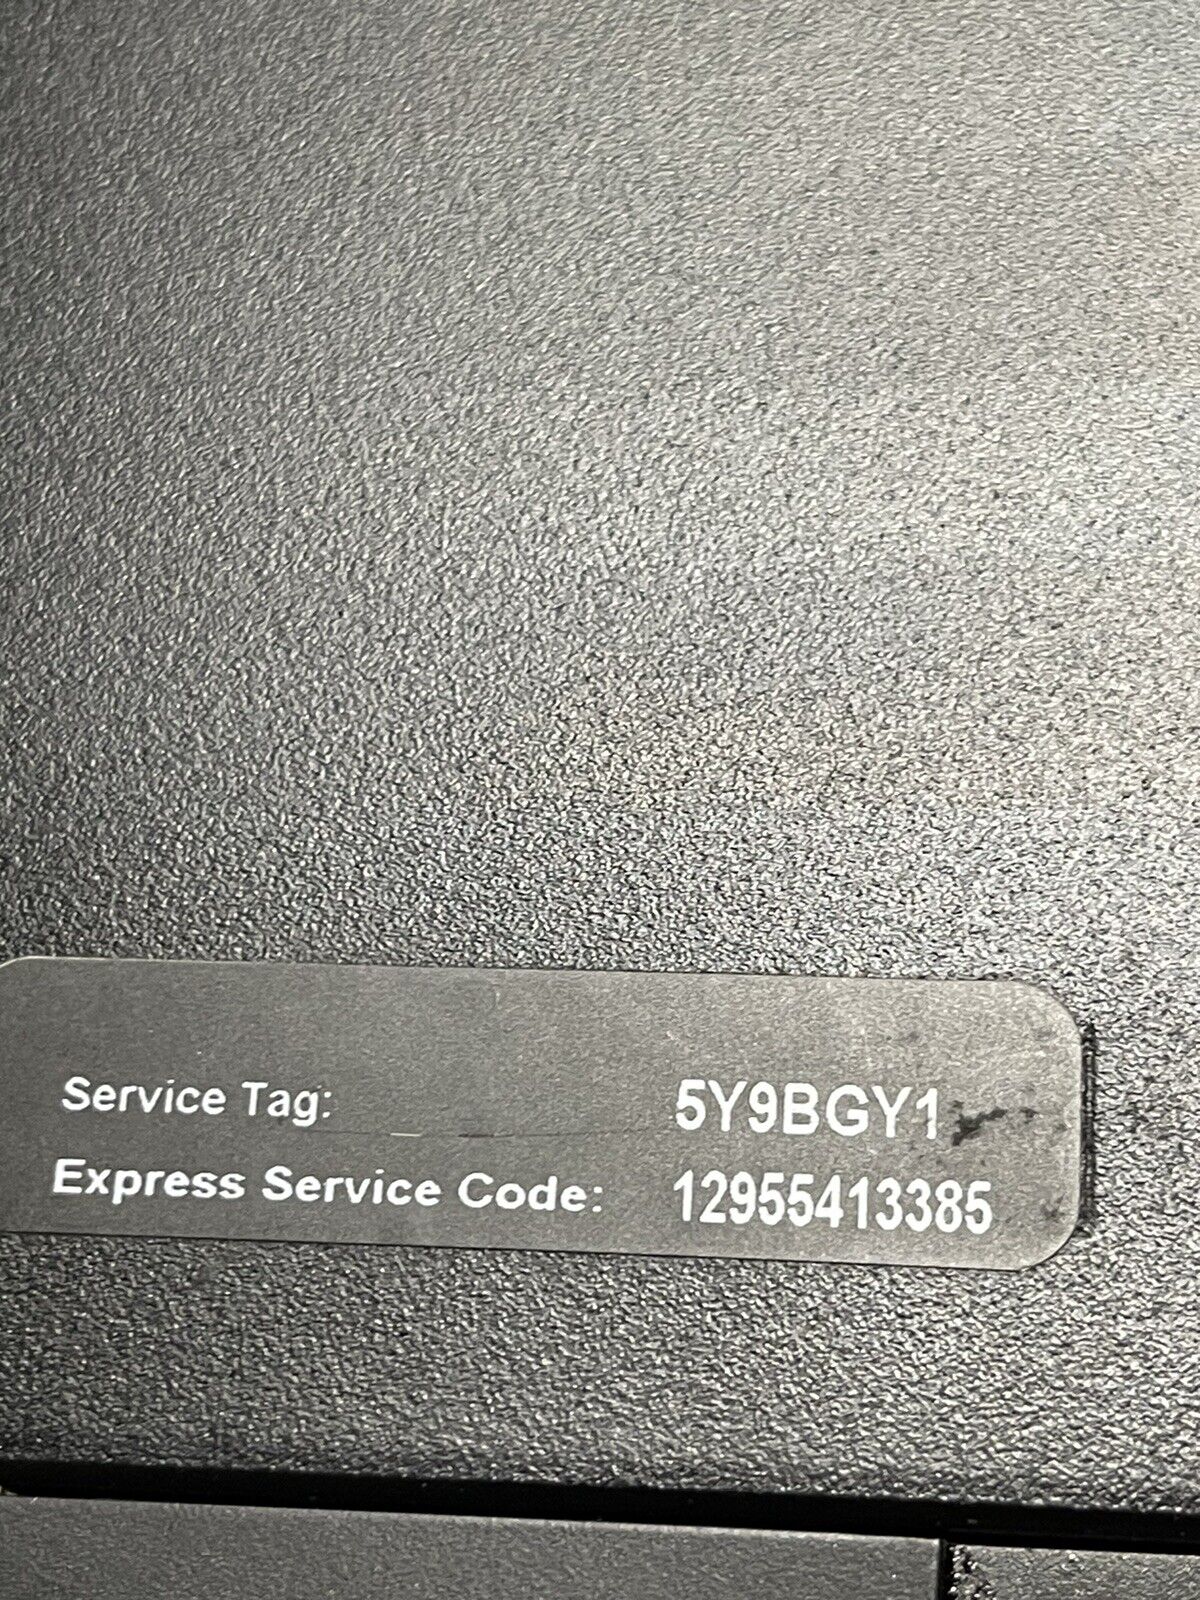 Service Tag: 5Y9BGY1
Express Service Code: 12955413385